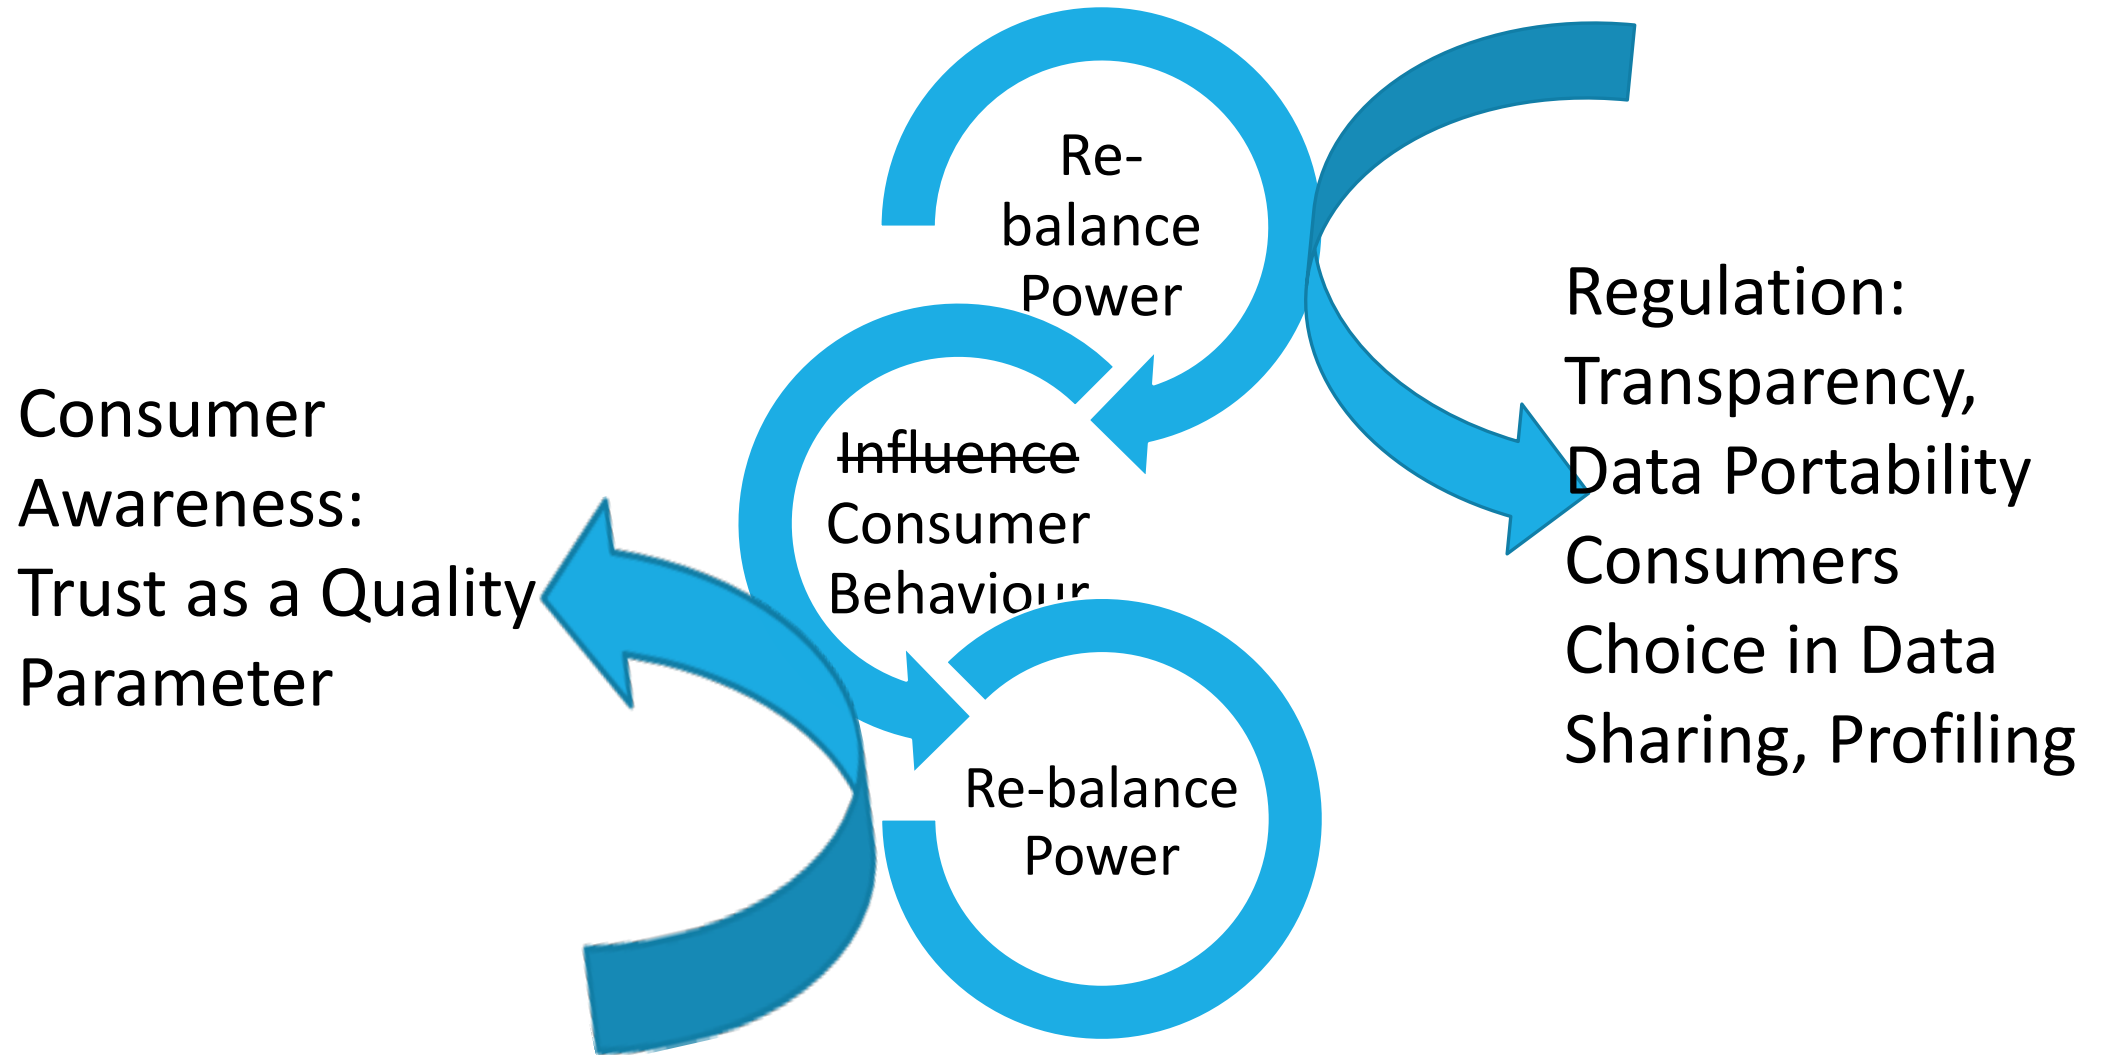 Re-
balance
Power
Influence
Consumer
Behaviour
Re-balance
Power
Consumer
Awareness:
Trust as a Quality
Parameter
Regulation:
Transparency,
Data Portability
Consumers
Choice in Data
Sharing, Profiling